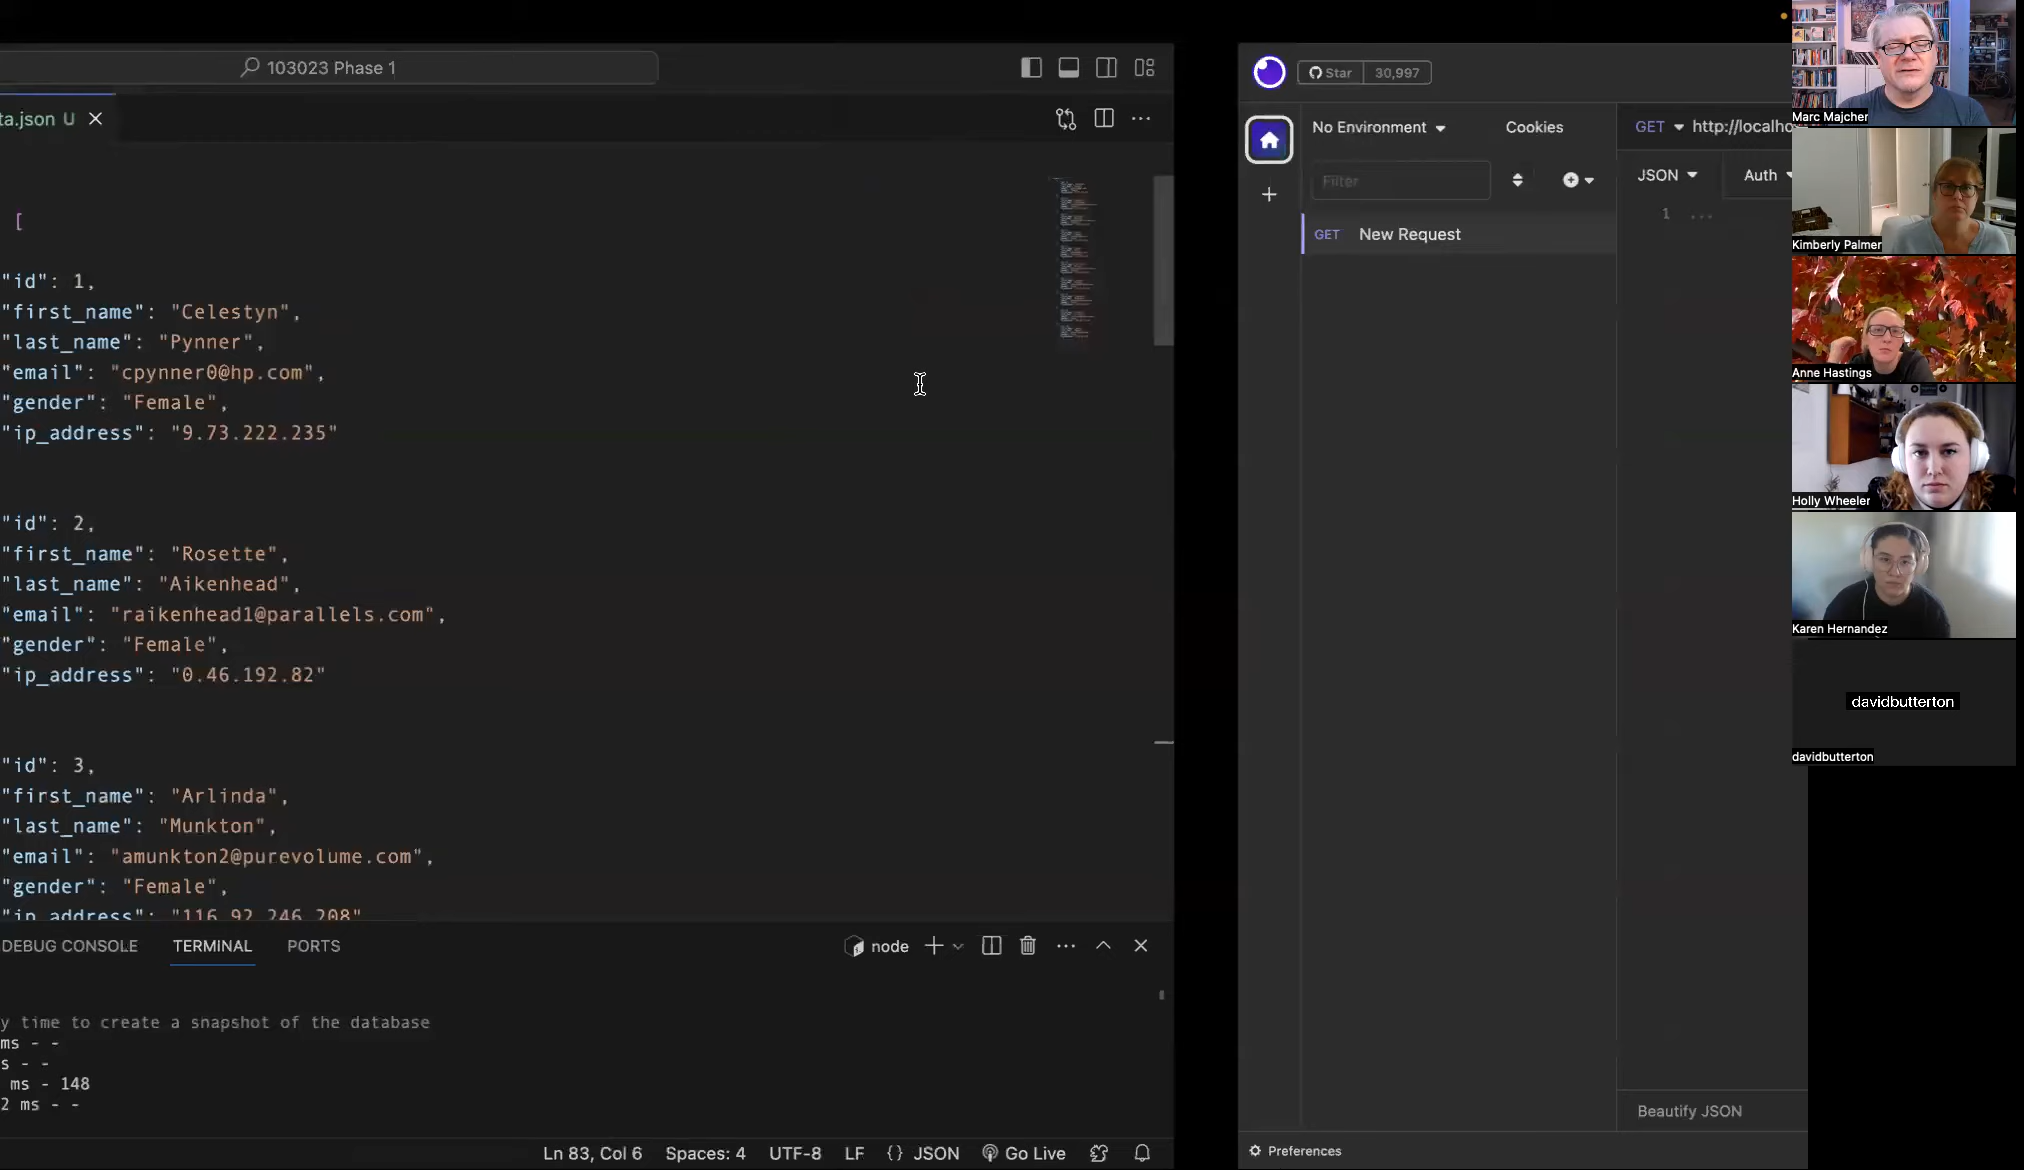 103023 Phase 1
ta.json U
[
"id": 1,
"first_name": "Celestyn",
"last_name": "Pynner",
"email": "cpynner0@hp.com",
"gender": "Female",
"ip_address": "9.73.222.235"
"id": 2,
"first_name": "Rosette",
"last_name": "Aikenhead",
"email": "raikenhead1@parallels.com",
"gender": "Female",
"ip_address": "0.46.192.82"
"id": 3,
"first_name": "Arlinda",
"last_name": "Munkton",
"email": "amunkton2@purevolume.com",
"gender": "Female",
"ip_address": "116.92.246.208"
DEBUG CONSOLE TERMINAL PORTS
node
y time to create a snapshot of the database
ms - -
s - -
ms - 148
2 ms - -
Ln 83, Col 6 Spaces: 4 UTF-8 LF {} JSON Go Live
Star 30,997
No Environment Cookies
Filter
GET New Request
GET http://localho
JSON Auth
1 ...
Beautify JSON
Preferences
Marc Majcher
Kimberly Palmer
Anne Hastings
Holly Wheeler
Karen Hernandez
davidbutterton
davidbutterton